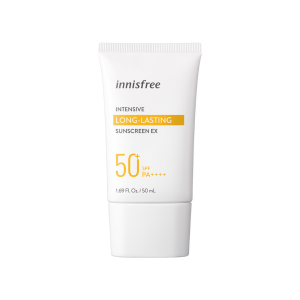 innisfree
INTENSIVE
LONG-LASTING
SUNSCREEN EX
50+ SPF
PA++++
1.69 Fl. Oz. / 50 mL